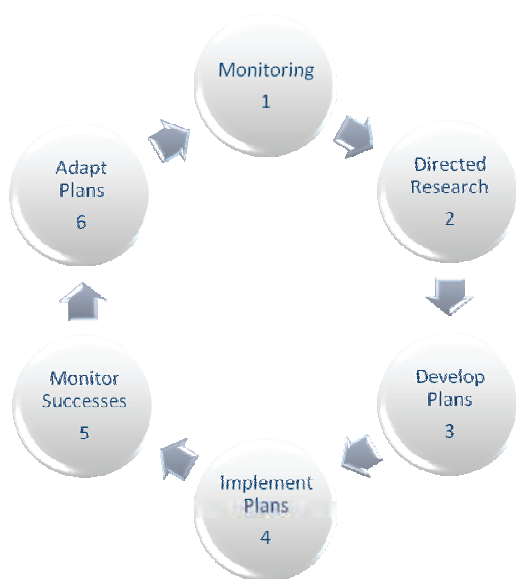 Monitoring
1
Directed
Research
2
Develop
Plans
3
Implement
Plans
4
Monitor
Successes
5
Adapt
Plans
6